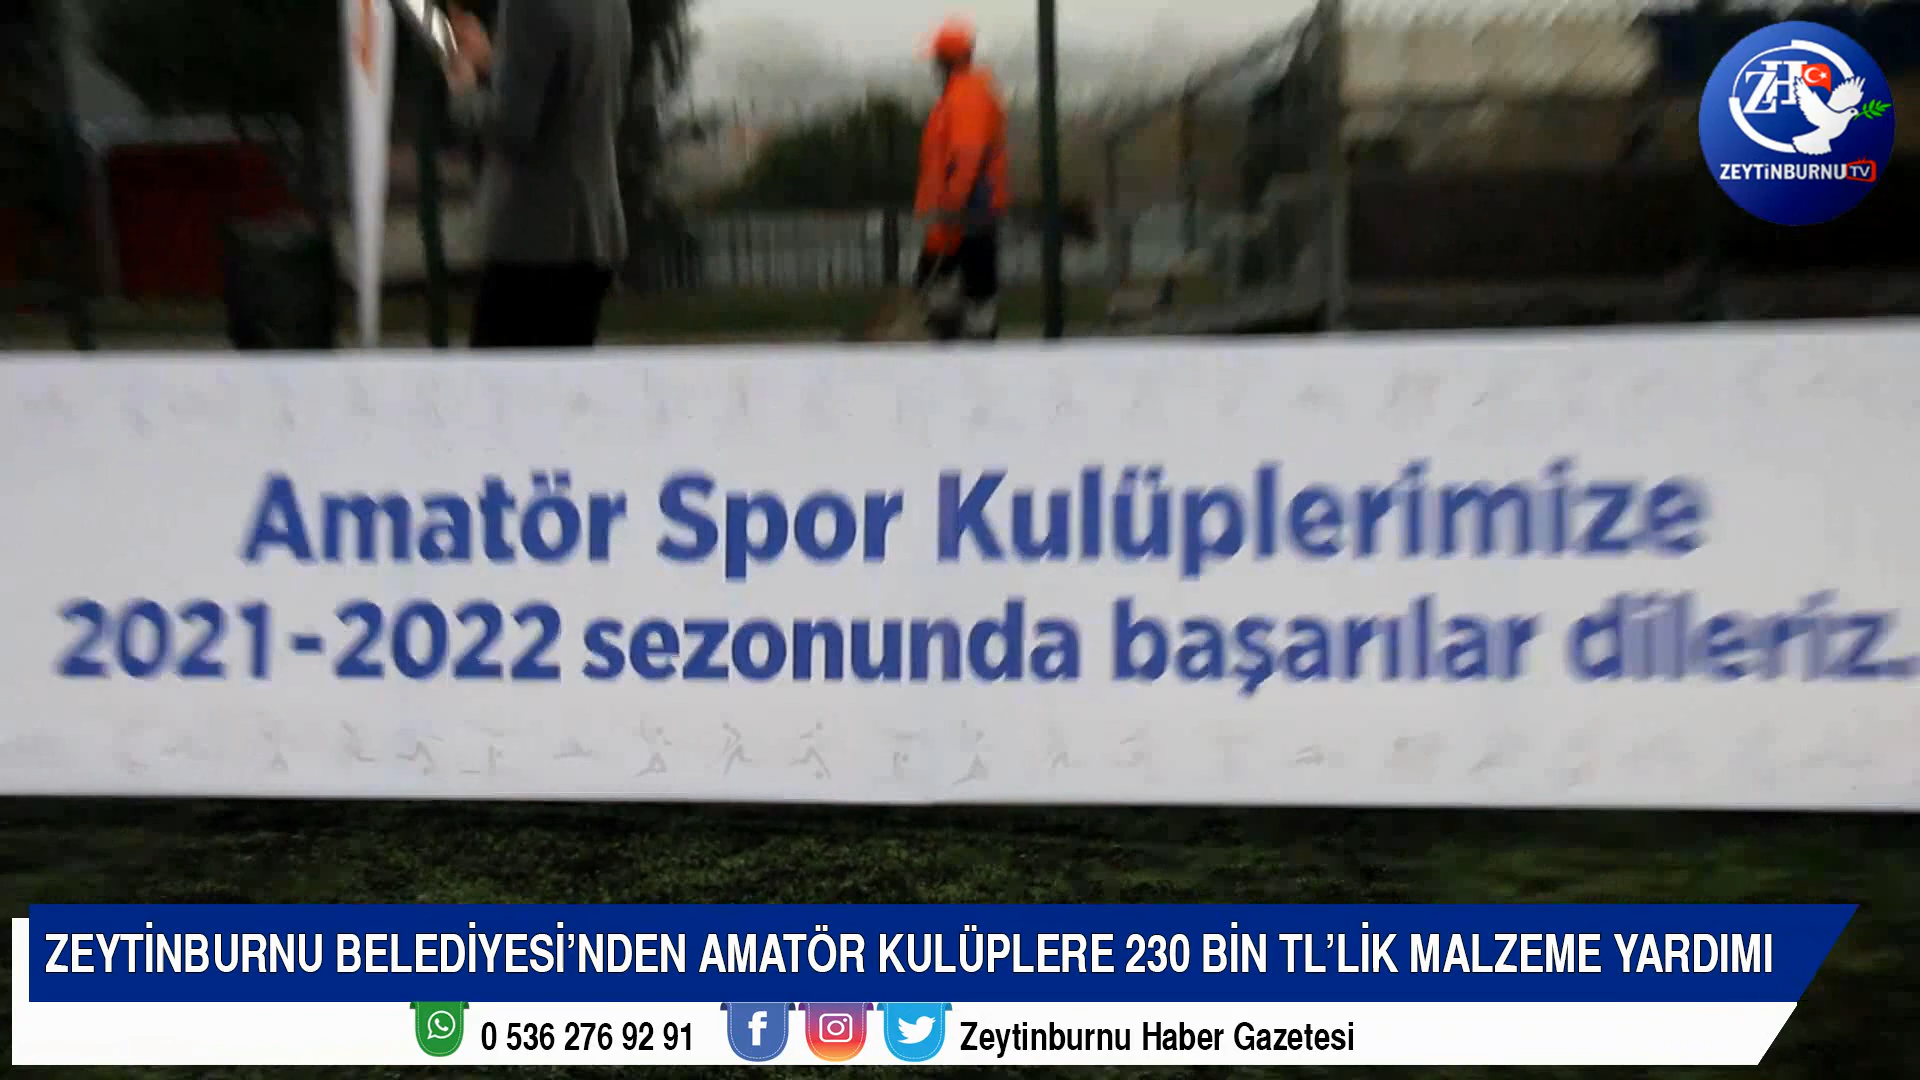 ZH
ZEYTİNBURNU TV
Amatör Spor Kulüplerimize
2021-2022 sezonunda başarılar dileriz.
ZEYTİNBURNU BELEDİYESİ’NDEN AMATÖR KULÜPLERE 230 BİN TL’LİK MALZEME YARDIMI
0 536 276 92 91
Zeytinburnu Haber Gazetesi